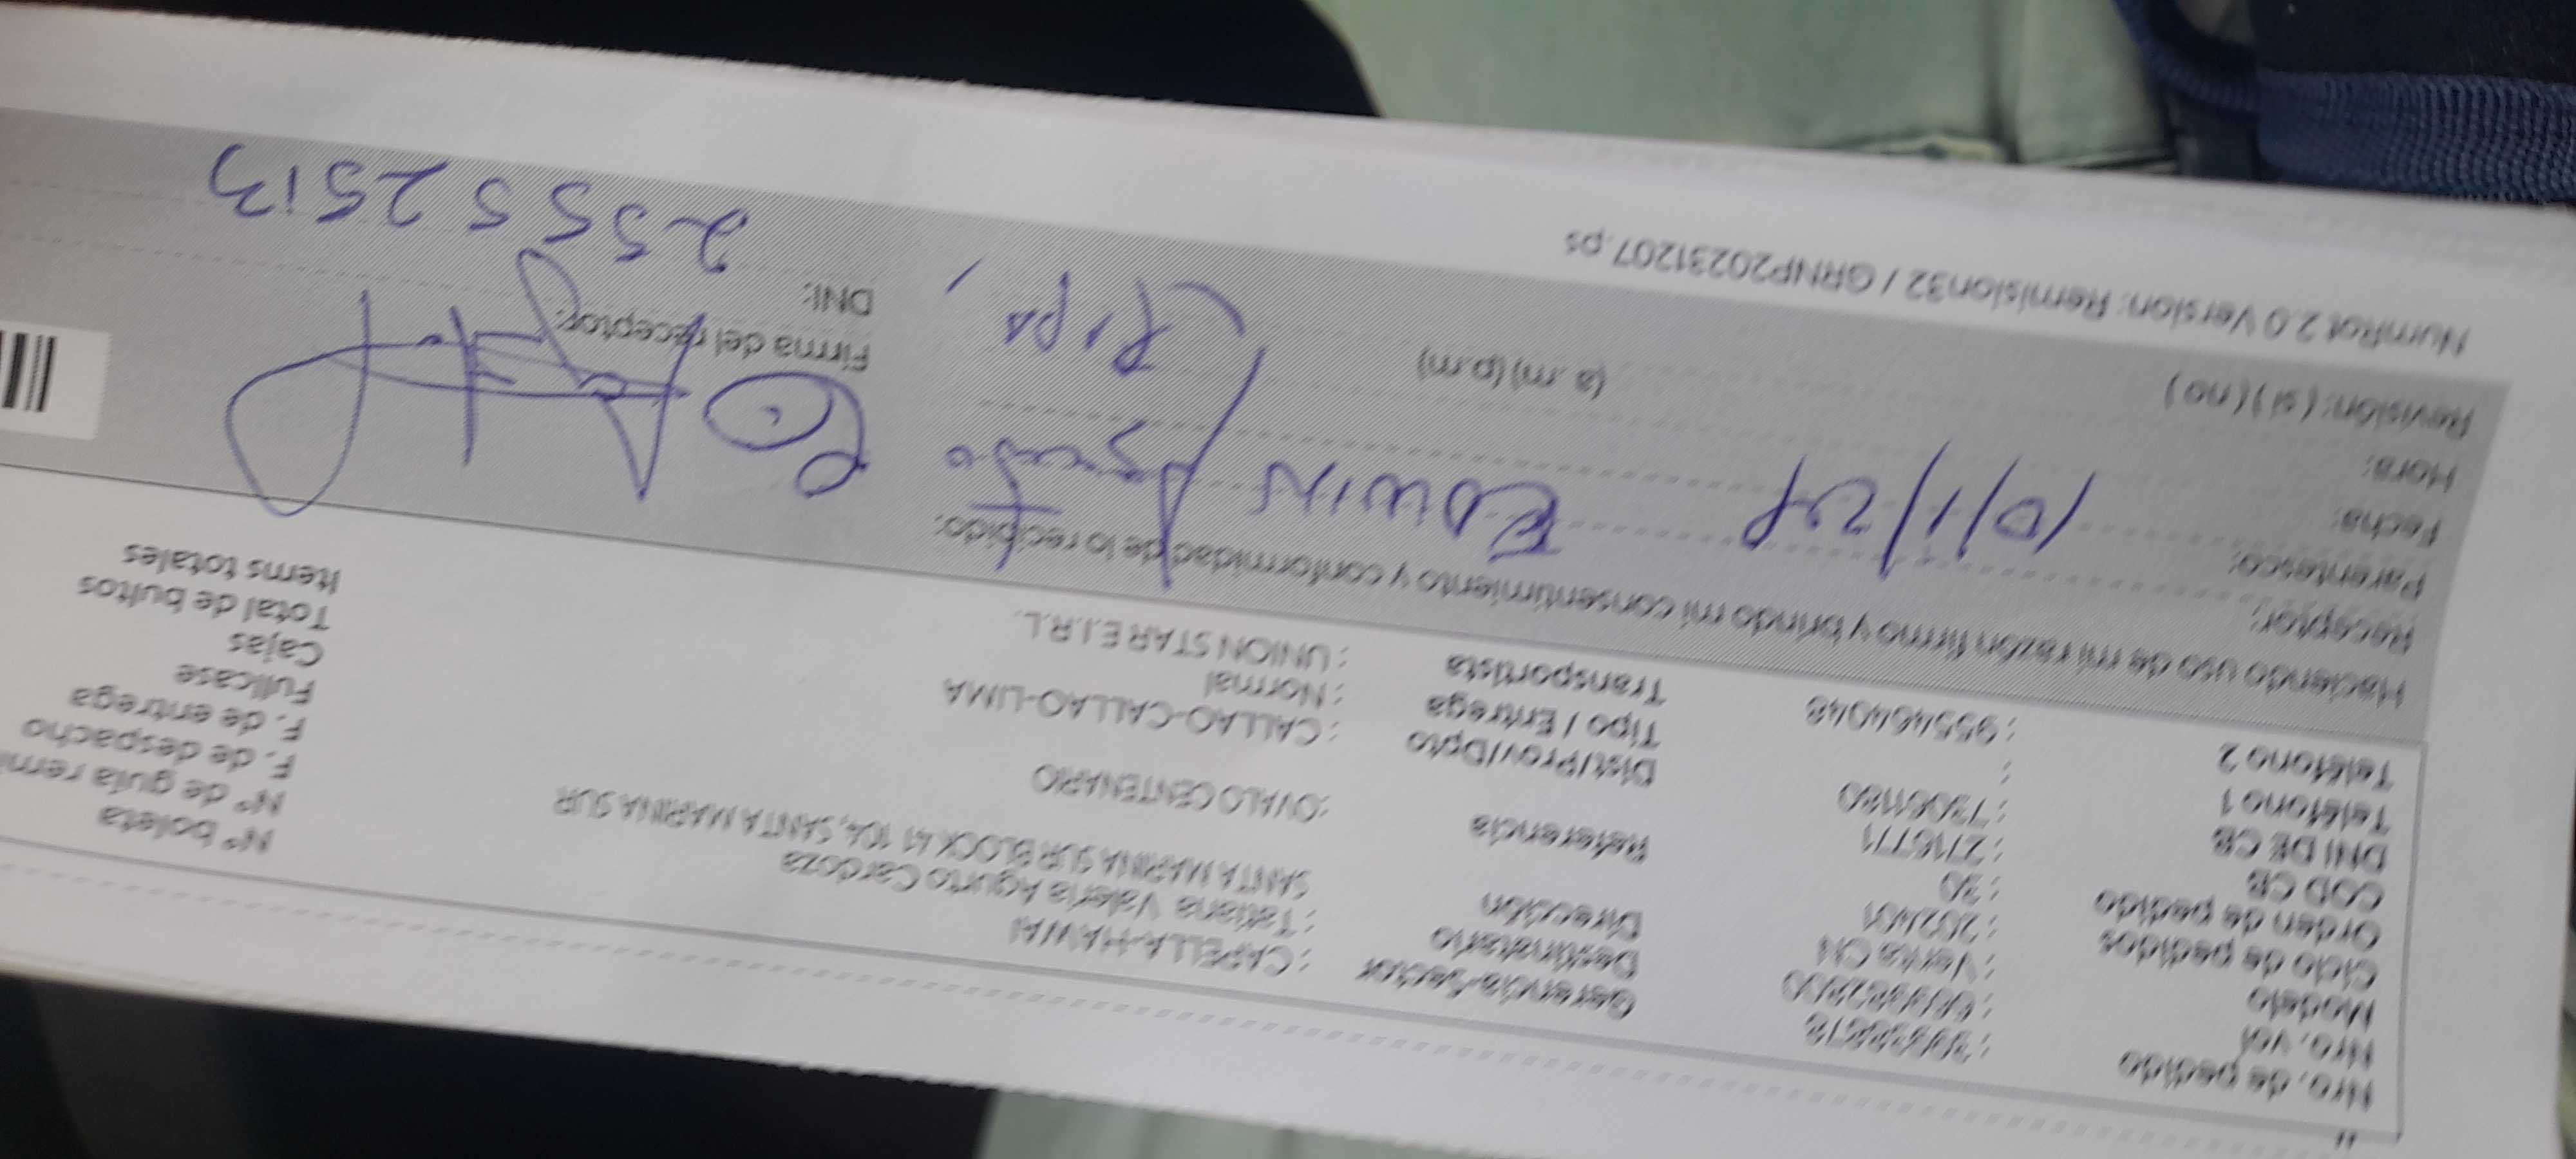 Nro. de pedido
Nro. vol
Modelo : Venta CN
Ciclo de pedidos : 202401
Orden de pedido : 30
COD CB : 2716771
DNI DE CB
Teléfono 1 :
Teléfono 2 : 955464048
Gerencia/Sector : CAPELLA-HAWAI
Destinatario : Tatiana Valeria Agurto Cardoza
Dirección SANTA MARINA SUR BLOCK 41 104, SANTA MARINA SUR
Referencia : OVALO CENTENARIO
Dist/Prov/Dpto : CALLAO-CALLAO-LIMA
Tipo / Entrega : Normal
Transportista : UNION STAR E.I.R.L.
N° boleta
N° de guía remi
F. de despacho
F. de entrega
Fullcase
Cajas
Total de bultos
Items totales
Haciendo uso de mi razón firmo y brindo mi consentimiento y conformidad de lo recibido:
Receptor:
Parentesco:
Fecha: 10/1/24
EDWIN Agurto
Hora: (a.m) (p.m)
Revisión: (si) (no)
(Papá
Firma del receptor:
DNI: 25552513
NumRot 2.0 Version: Remision32 / GRNP20231207.ps